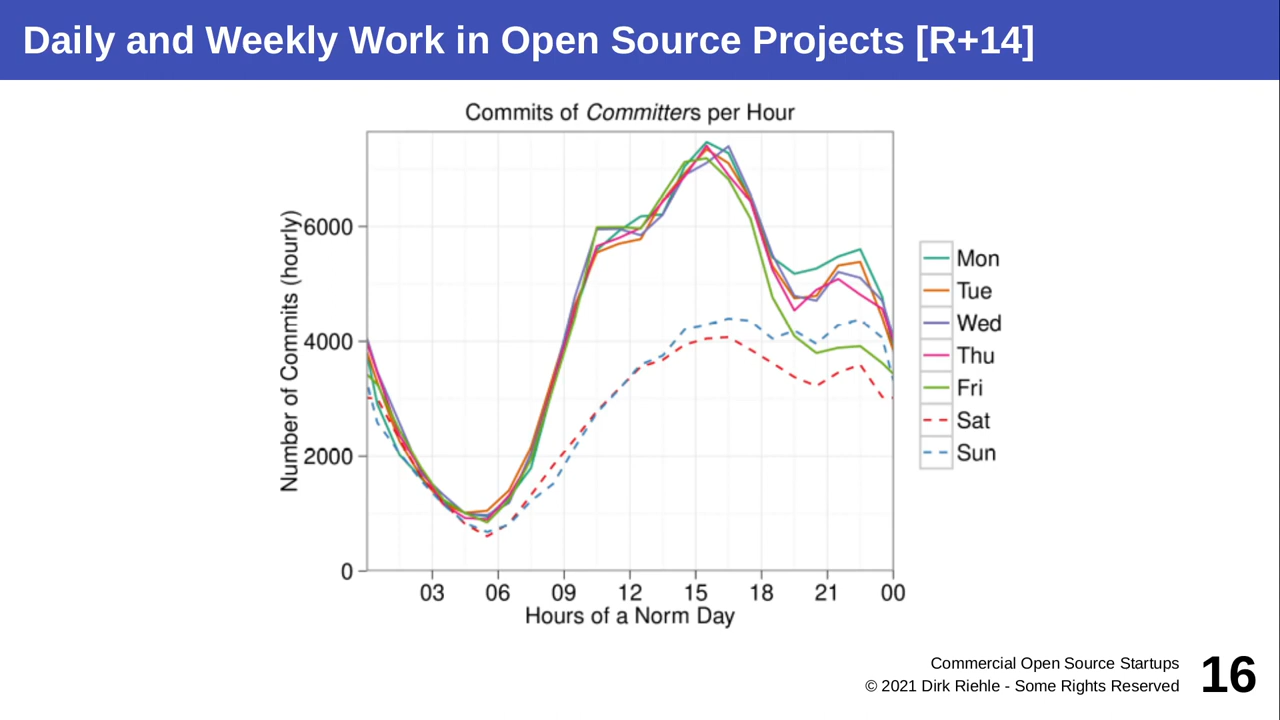 Daily and Weekly Work in Open Source Projects [R+14]
Commits of Committers per Hour
Number of Commits (hourly)
6000
4000
2000
0
03 06 09 12 15 18 21 00
Hours of a Norm Day
Mon
Tue
Wed
Thu
Fri
Sat
Sun
Commercial Open Source Startups
© 2021 Dirk Riehle - Some Rights Reserved
16